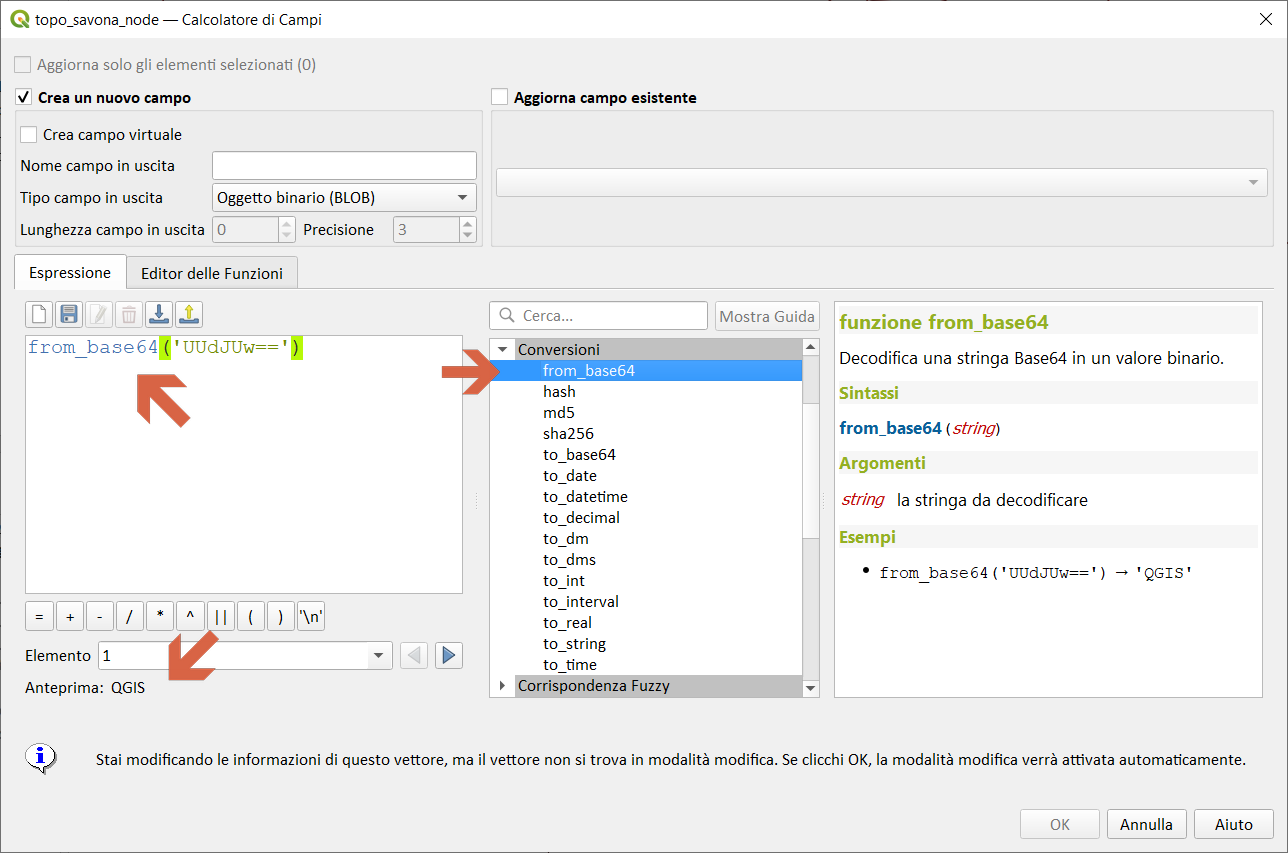 topo_savona_node — Calcolatore di Campi
Aggiorna solo gli elementi selezionati (0)
Crea un nuovo campo
Aggiorna campo esistente
Crea campo virtuale
Nome campo in uscita
Tipo campo in uscita Oggetto binario (BLOB)
Lunghezza campo in uscita 0 Precisione 3
Espressione Editor delle Funzioni
from_base64('UUdJUw==')
= + - / * ^ || ( ) '\n'
Elemento 1
Anteprima: QGIS
Cerca... Mostra Guida
Conversioni
from_base64
hash
md5
sha256
to_base64
to_date
to_datetime
to_decimal
to_dm
to_dms
to_int
to_interval
to_real
to_string
to_time
Corrispondenza Fuzzy
funzione from_base64
Decodifica una stringa Base64 in un valore binario.
Sintassi
from_base64 (string)
Argomenti
string la stringa da decodificare
Esempi
• from_base64('UUdJUw==') → 'QGIS'
Stai modificando le informazioni di questo vettore, ma il vettore non si trova in modalità modifica. Se clicchi OK, la modalità modifica verrà attivata automaticamente.
OK Annulla Aiuto